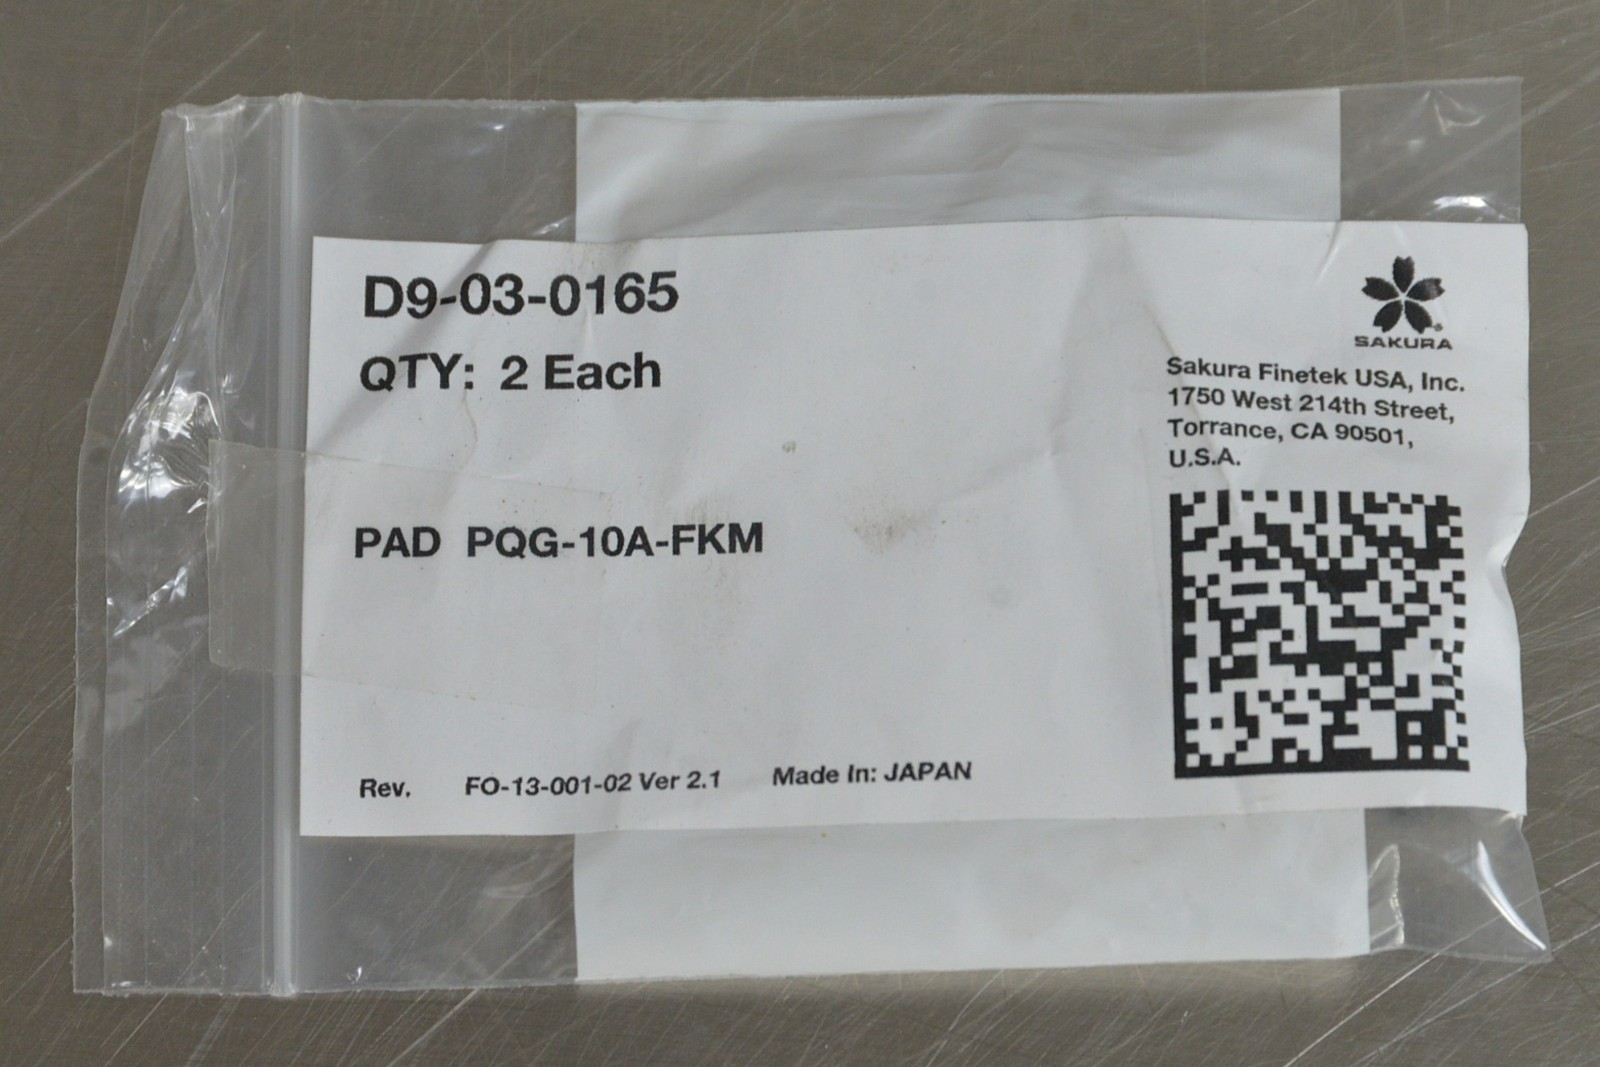 D9-03-0165
QTY: 2 Each
SAKURA
Sakura Finetek USA, Inc.
1750 West 214th Street,
Torrance, CA 90501,
U.S.A.
PAD PQG-10A-FKM
Rev. FO-13-001-02 Ver 2.1 Made In: JAPAN